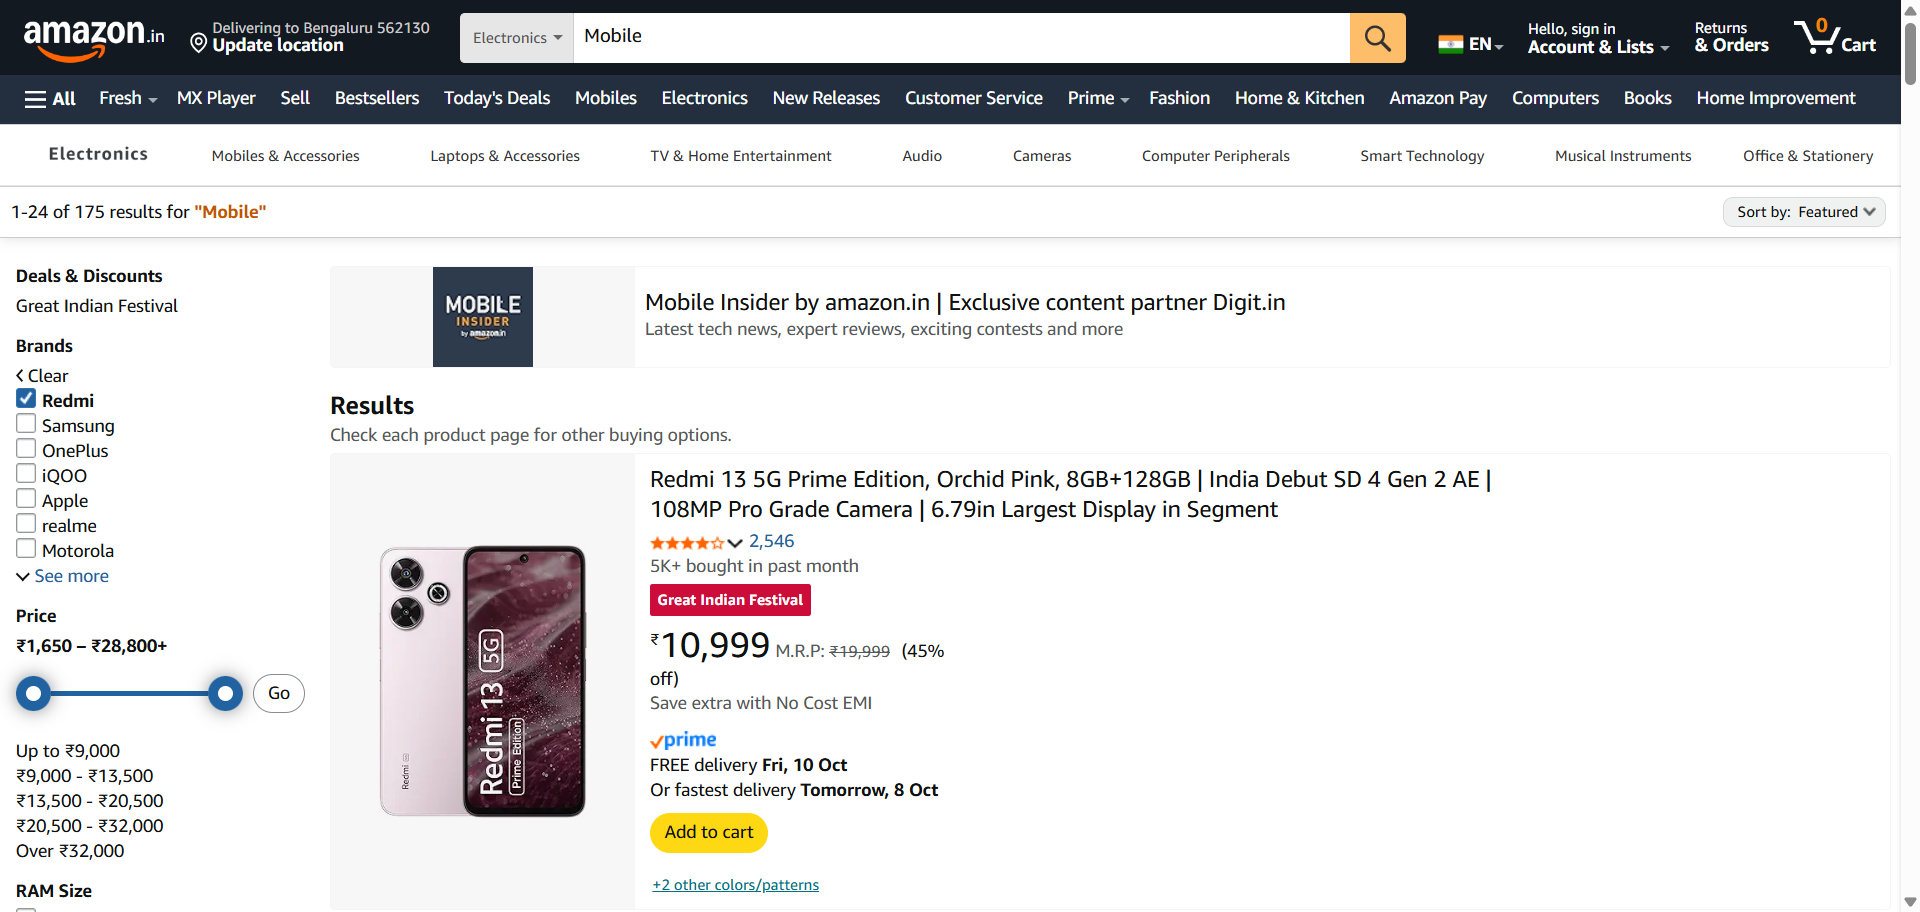 amazon.in
Delivering to Bengaluru 562130
Update location
Electronics
Mobile
EN
Hello, sign in
Account & Lists
Returns
& Orders
0
Cart
All
Fresh
MX Player
Sell
Bestsellers
Today's Deals
Mobiles
Electronics
New Releases
Customer Service
Prime
Fashion
Home & Kitchen
Amazon Pay
Computers
Books
Home Improvement
Electronics
Mobiles & Accessories
Laptops & Accessories
TV & Home Entertainment
Audio
Cameras
Computer Peripherals
Smart Technology
Musical Instruments
Office & Stationery
1-24 of 175 results for "Mobile"
Sort by: Featured
Deals & Discounts
Great Indian Festival
Brands
Clear
Redmi
Samsung
OnePlus
iQOO
Apple
realme
Motorola
See more
Price
₹1,650 – ₹28,800+
Go
Up to ₹9,000
₹9,000 - ₹13,500
₹13,500 - ₹20,500
₹20,500 - ₹32,000
Over ₹32,000
RAM Size
MOBILE
INSIDER
by amazon.in
Mobile Insider by amazon.in | Exclusive content partner Digit.in
Latest tech news, expert reviews, exciting contests and more
Results
Check each product page for other buying options.
Redmi
Redmi 13 5G
Prime Edition
Redmi 13 5G Prime Edition, Orchid Pink, 8GB+128GB | India Debut SD 4 Gen 2 AE |
108MP Pro Grade Camera | 6.79in Largest Display in Segment
2,546
5K+ bought in past month
Great Indian Festival
₹10,999 M.R.P: ₹19,999 (45%
off)
Save extra with No Cost EMI
prime
FREE delivery Fri, 10 Oct
Or fastest delivery Tomorrow, 8 Oct
Add to cart
+2 other colors/patterns